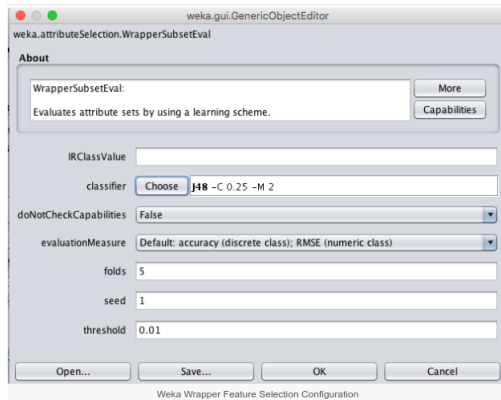 weka.gui.GenericObjectEditor
weka.attributeSelection.WrapperSubsetEval
About
WrapperSubsetEval:
More
Evaluates attribute sets by using a learning scheme.
Capabilities
IRClassValue
classifier Choose J48 -C 0.25 -M 2
doNotCheckCapabilities False
evaluationMeasure Default: accuracy (discrete class); RMSE (numeric class)
folds 5
seed 1
threshold 0.01
Open... Save... OK Cancel
Weka Wrapper Feature Selection Configuration